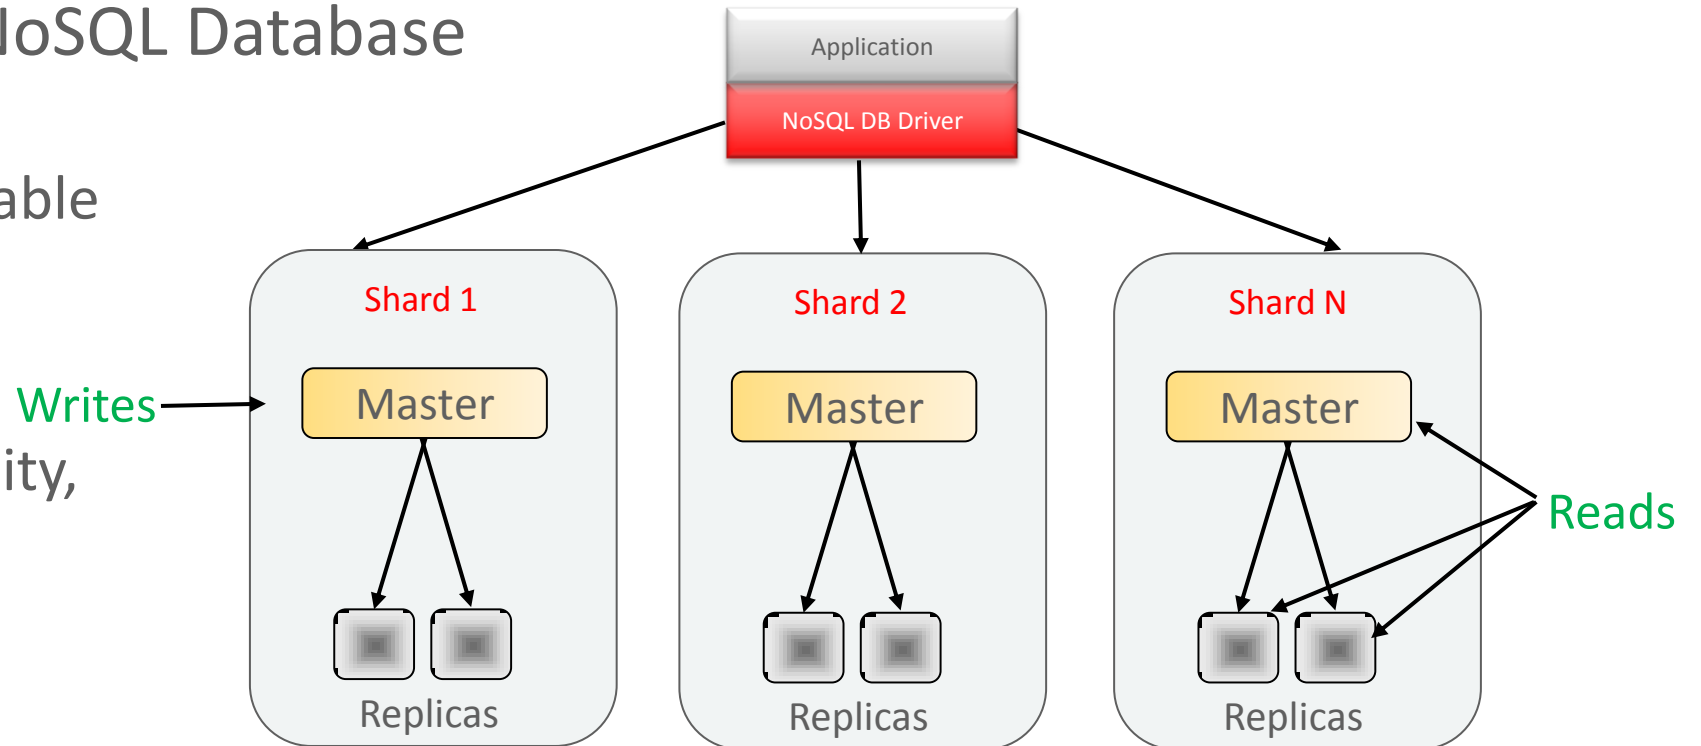 NoSQL Database
Application
NoSQL DB Driver
able
Shard 1
Shard 2
Shard N
Writes
Master
Master
Master
ity,
Reads
Replicas
Replicas
Replicas